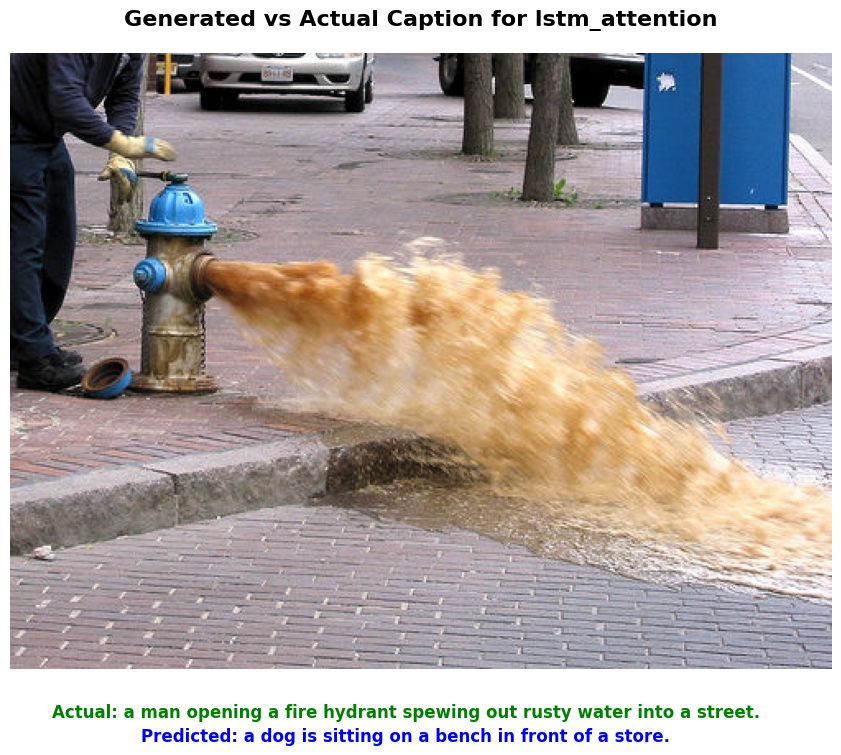 Generated vs Actual Caption for lstm_attention
Actual: a man opening a fire hydrant spewing out rusty water into a street.
Predicted: a dog is sitting on a bench in front of a store.